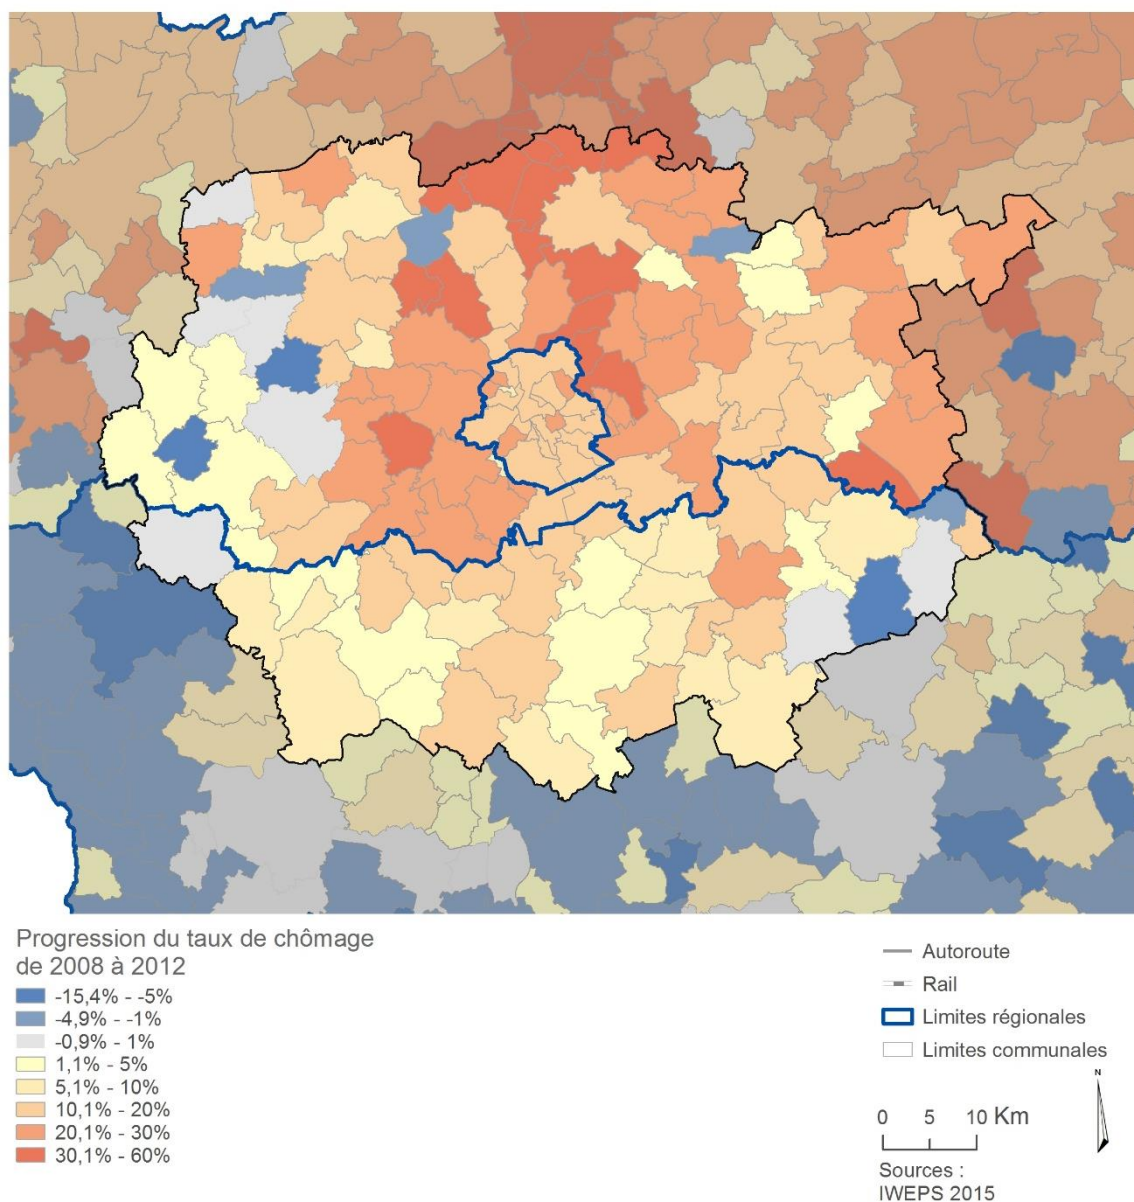 Progression du taux de chômage
de 2008 à 2012
-15,4% - -5%
-4,9% - -1%
-0,9% - 1%
1,1% - 5%
5,1% - 10%
10,1% - 20%
20,1% - 30%
30,1% - 60%
Autoroute
Rail
Limites régionales
Limites communales
N
0 5 10 Km
Sources :
IWEPS 2015